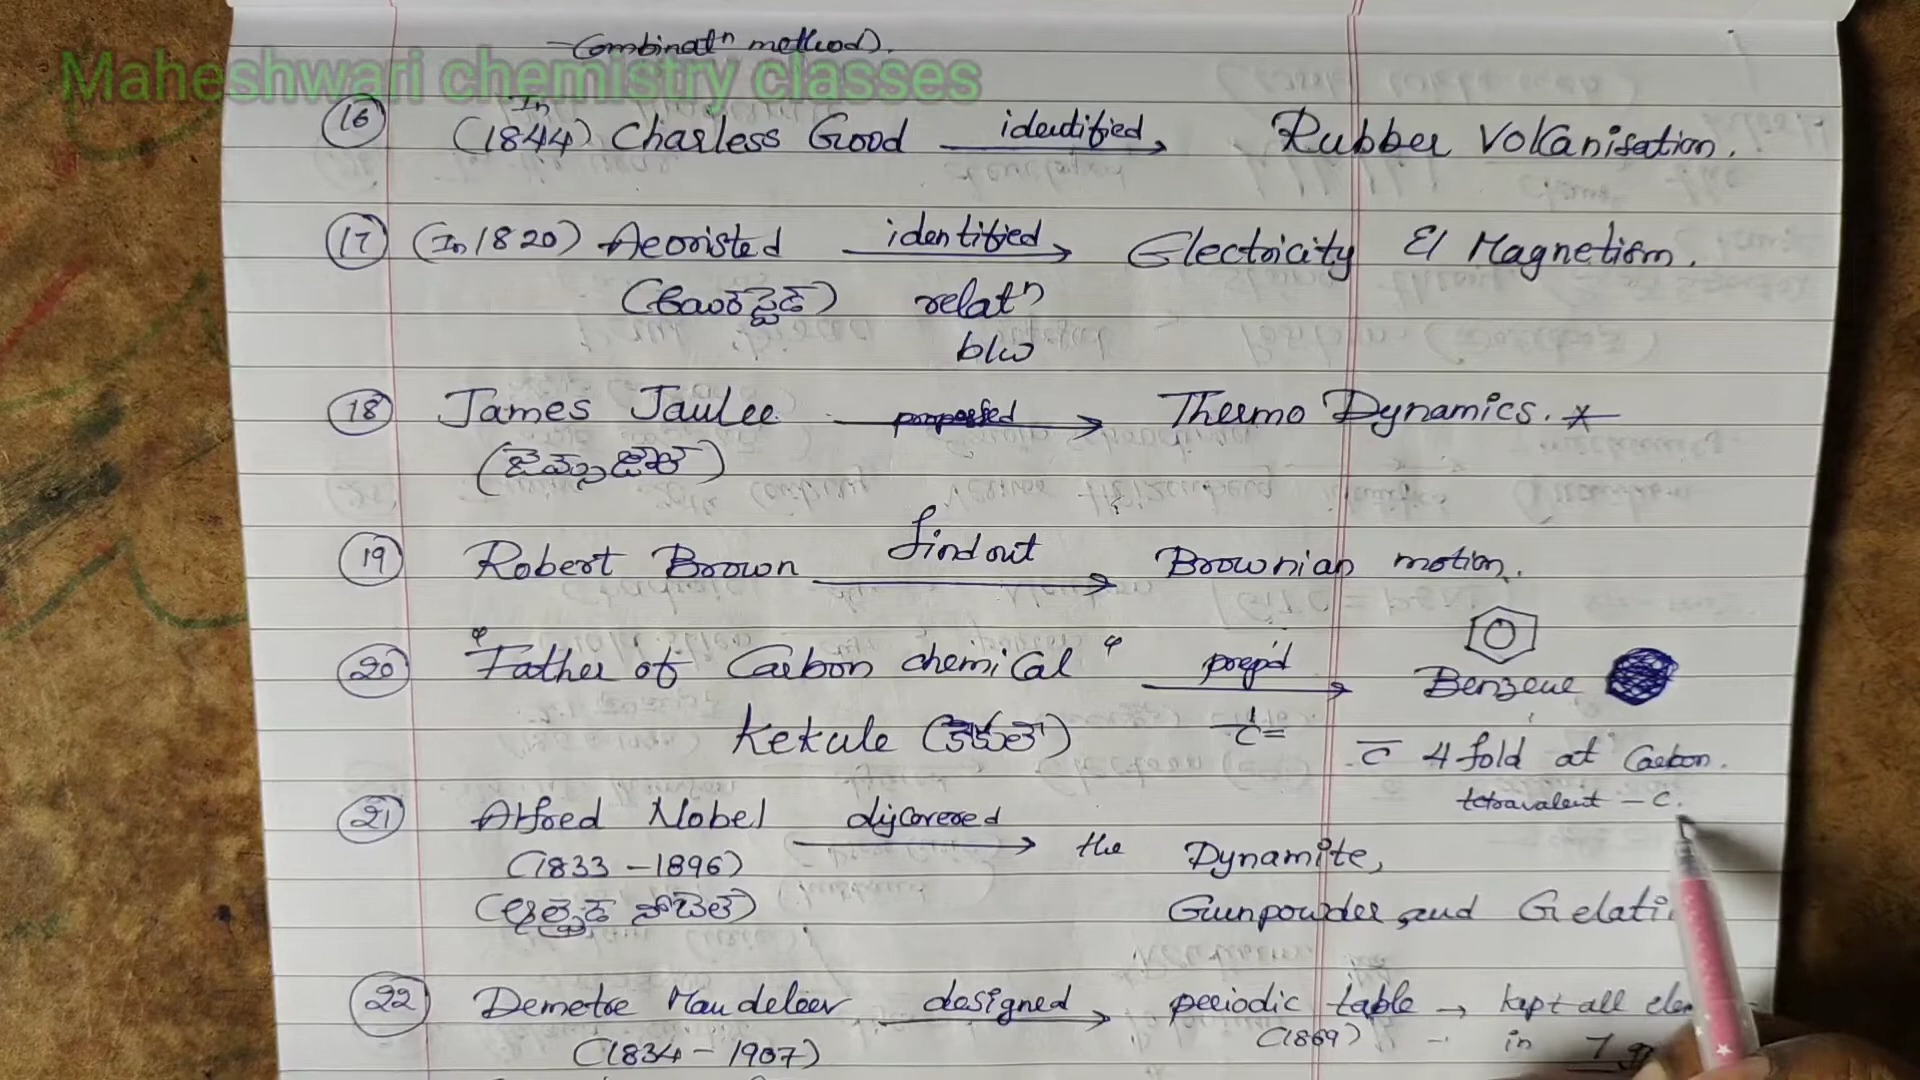 Combinatn method).
Maheshwari chemistry classes
16 In (1844) Charless Good identified → Rubber Volkanisation.
17 (In 1820) Aeoristed identified → Electricity & Magnetism.
relatn
b/w
18 James Jaulee proposed → Thermo Dynamics. *
19 Robert Brown find out → Brownian motion.
20 "Father of Carbon chemical" prep'd → Benzene
Kekule
C 4 fold at Carbon.
tetravalent - C.
21 Alfred Nobel discovered → the Dynamite,
(1833 - 1896)
(ఆల్ఫ్రెడ్ నోబెల్) Gunpowder, and Gelati
22 Demetre Mandeleev designed → periodic table → kept all ele
(1834 - 1907) (1869) in 7